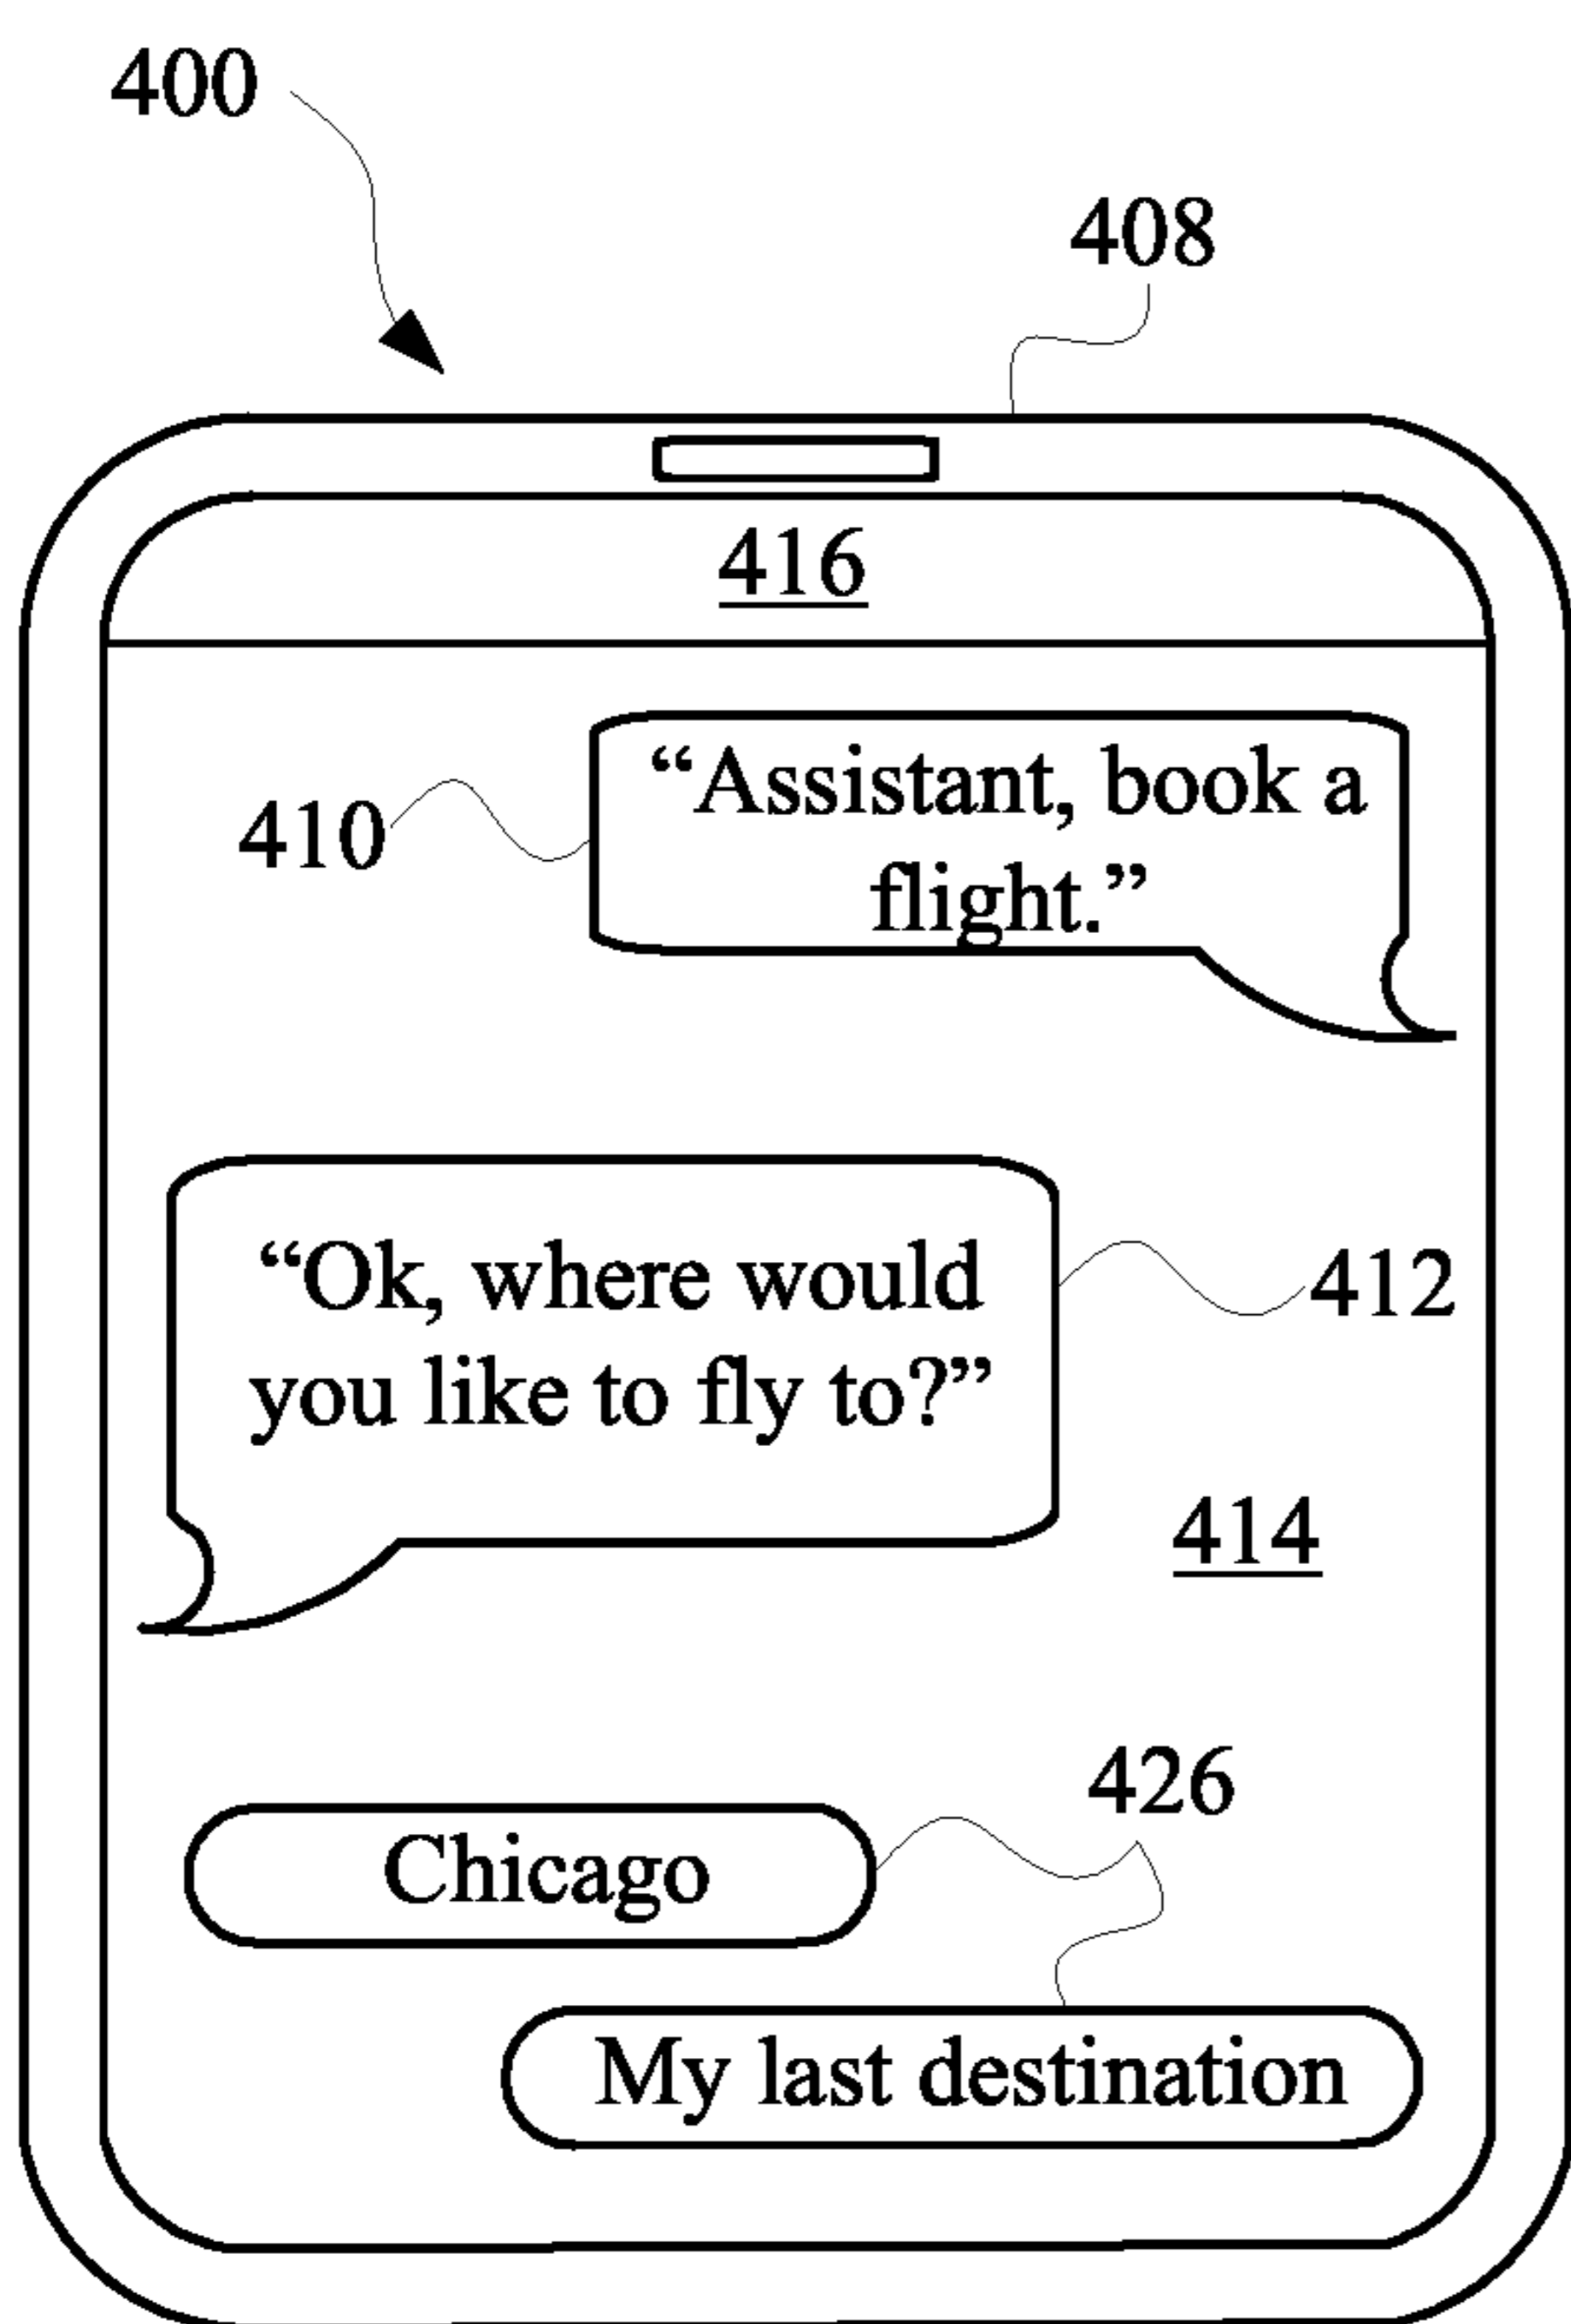 400
408
416
“Assistant, book a
flight.”
410
“Ok, where would
you like to fly to?”
412
414
426
Chicago
My last destination